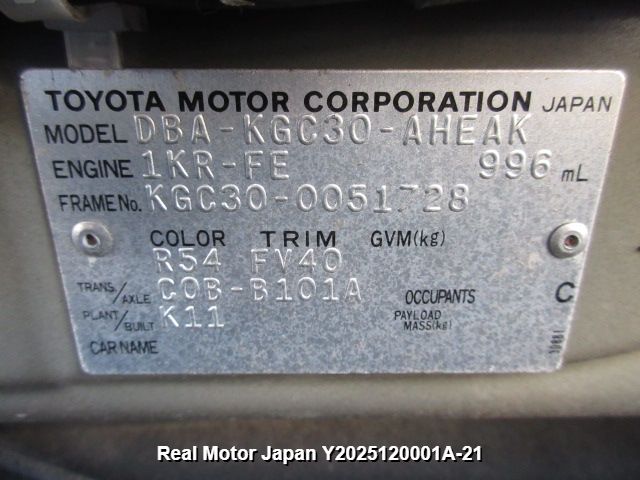 TOYOTA MOTOR CORPORATION JAPAN
MODEL DBA-KGC30-AHEAK
ENGINE 1KR-FE 996 mL
FRAME No. KGC30-0051728
COLOR TRIM GVM(kg)
R54 FV40
TRANS./AXLE C0B-B101A OCCUPANTS C
PLANT/BUILT K11 PAYLOAD MASS(kg)
CAR NAME
Real Motor Japan Y2025120001A-21